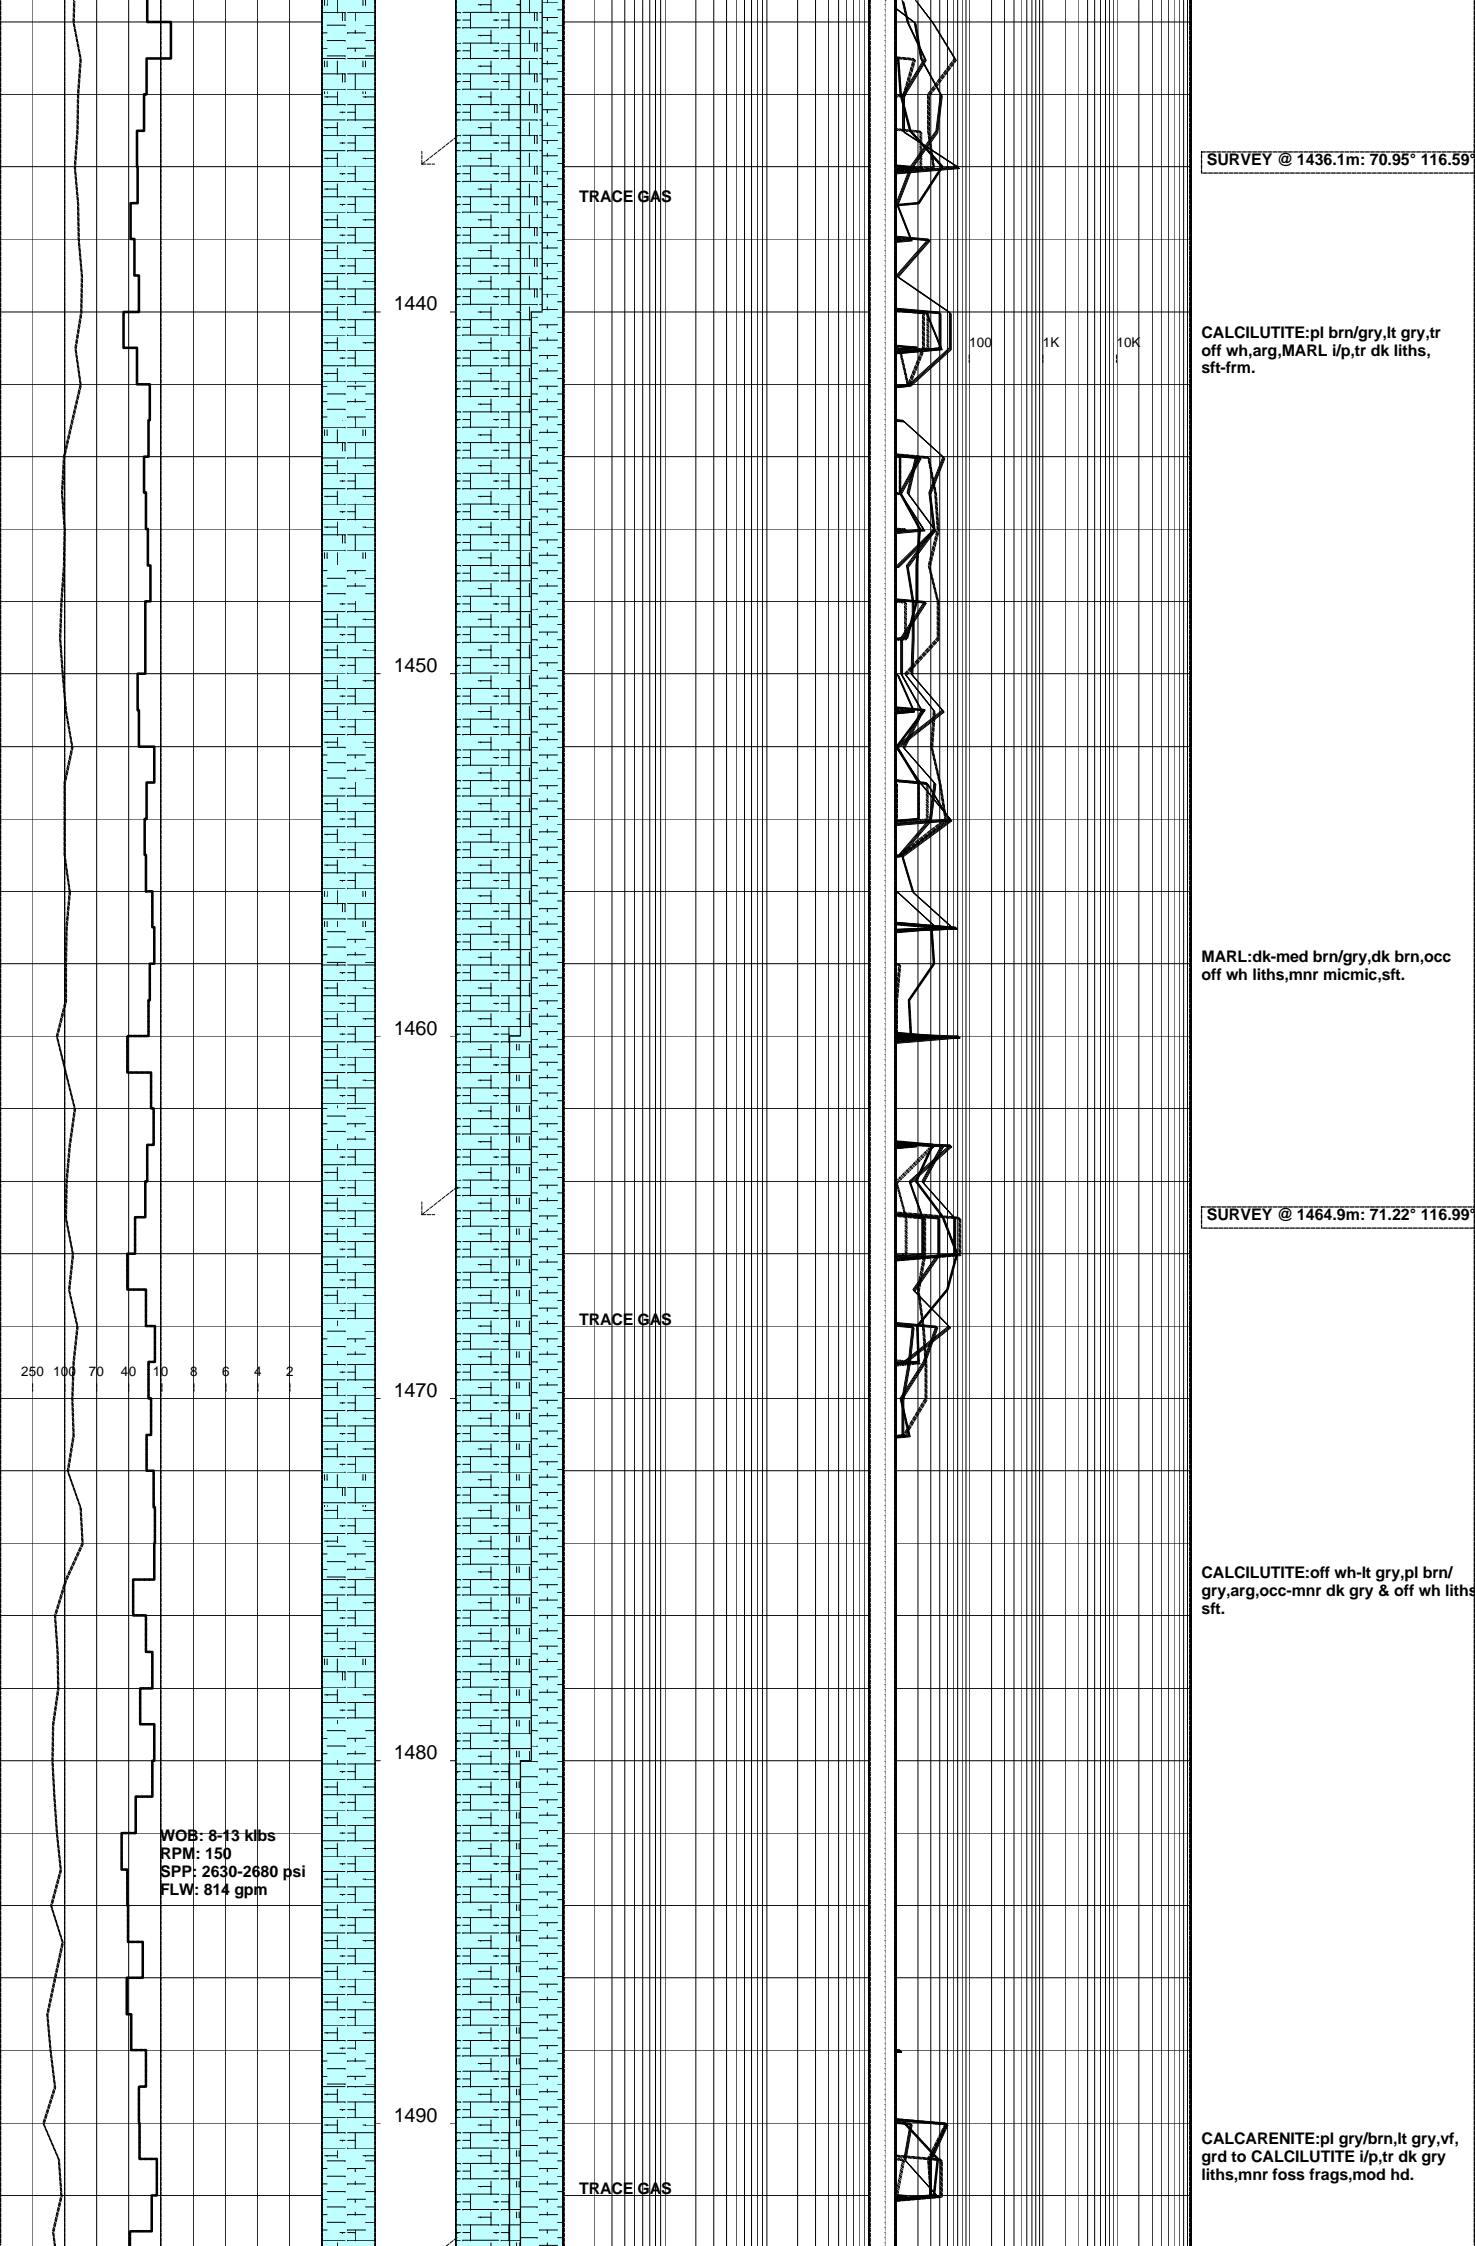 SURVEY @ 1436.1m: 70.95° 116.59°
TRACE GAS
1440
CALCILUTITE:pl brn/gry,lt gry,tr
off wh,arg,MARL i/p,tr dk liths,
sft-frm.
100 1K 10K
1450
MARL:dk-med brn/gry,dk brn,occ
off wh liths,mnr micmic,sft.
1460
SURVEY @ 1464.9m: 71.22° 116.99°
TRACE GAS
250 100 70 40 10 8 6 4 2
1470
CALCILUTITE:off wh-lt gry,pl brn/
gry,arg,occ-mnr dk gry & off wh liths
sft.
1480
WOB: 8-13 klbs
RPM: 150
SPP: 2630-2680 psi
FLW: 814 gpm
1490
CALCARENITE:pl gry/brn,lt gry,vf,
grd to CALCILUTITE i/p,tr dk gry
liths,mnr foss frags,mod hd.
TRACE GAS